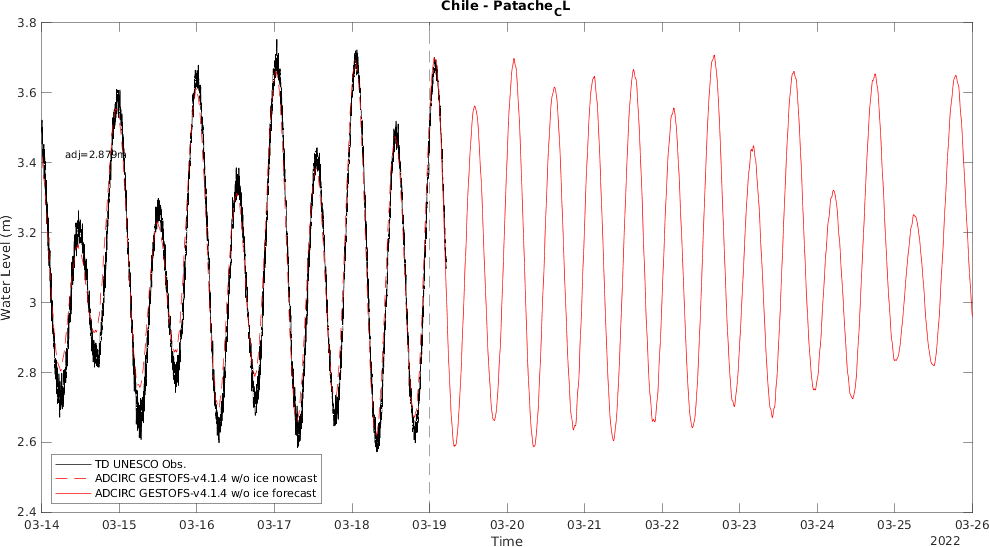 Chile - Patache_CL
3.8
3.6
3.4
3.2
3
2.8
2.6
2.4
Water Level (m)
adj=2.879m
TD UNESCO Obs.
ADCIRC GESTOFS-v4.1.4 w/o ice nowcast
ADCIRC GESTOFS-v4.1.4 w/o ice forecast
03-14 03-15 03-16 03-17 03-18 03-19 03-20 03-21 03-22 03-23 03-24 03-25 03-26
Time
2022